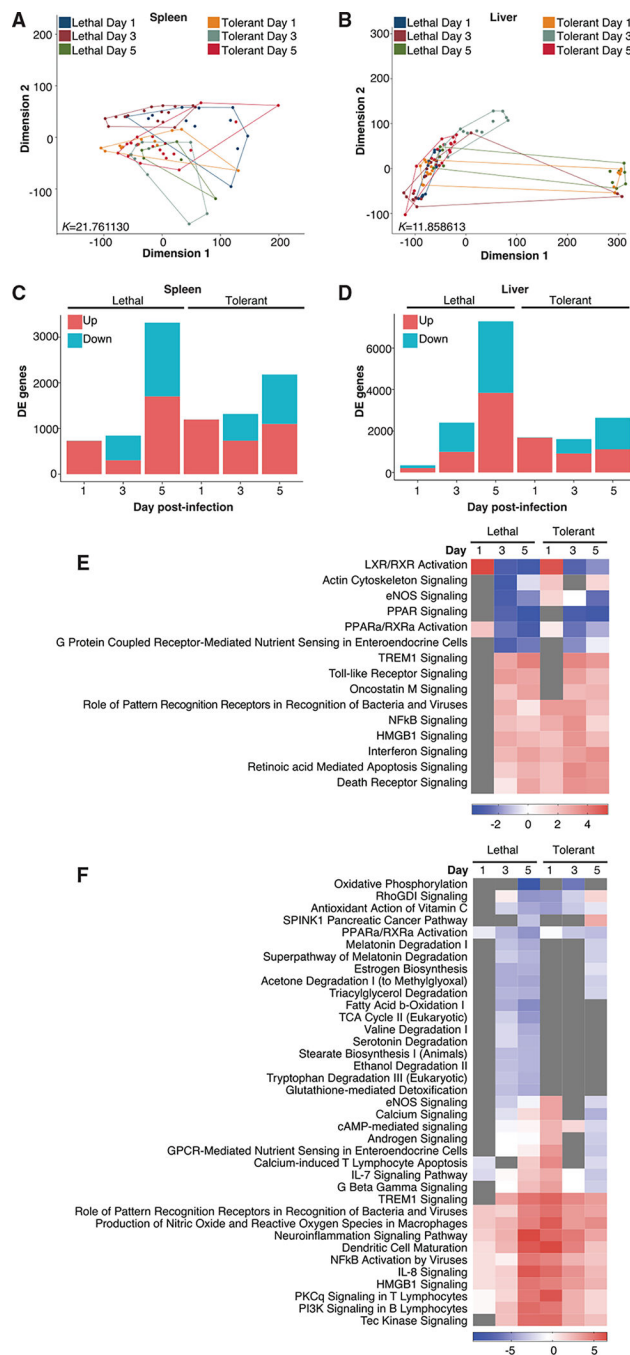 A
Spleen
Lethal Day 1
Lethal Day 3
Lethal Day 5
Tolerant Day 1
Tolerant Day 3
Tolerant Day 5
200
100
0
-100
Dimension 2
K=21.761130
-100
0
100
200
Dimension 1
B
Liver
Lethal Day 1
Lethal Day 3
Lethal Day 5
Tolerant Day 1
Tolerant Day 3
Tolerant Day 5
300
200
100
0
-100
Dimension 2
K=11.858613
-100
0
100
200
300
Dimension 1
C
Spleen
Lethal
Tolerant
Up
Down
3000
2000
1000
0
DE genes
1
3
5
1
3
5
Day post-infection
D
Liver
Lethal
Tolerant
Up
Down
6000
4000
2000
0
DE genes
1
3
5
1
3
5
Day post-infection
E
Lethal
Tolerant
Day 1 3 5 1 3 5
LXR/RXR Activation
Actin Cytoskeleton Signaling
eNOS Signaling
PPAR Signaling
PPARa/RXRa Activation
G Protein Coupled Receptor-Mediated Nutrient Sensing in Enteroendocrine Cells
TREM1 Signaling
Toll-like Receptor Signaling
Oncostatin M Signaling
Role of Pattern Recognition Receptors in Recognition of Bacteria and Viruses
NFkB Signaling
HMGB1 Signaling
Interferon Signaling
Retinoic acid Mediated Apoptosis Signaling
Death Receptor Signaling
-2 0 2 4
F
Lethal
Tolerant
Day 1 3 5 1 3 5
Oxidative Phosphorylation
RhoGDI Signaling
Antioxidant Action of Vitamin C
SPINK1 Pancreatic Cancer Pathway
PPARa/RXRa Activation
Melatonin Degradation I
Superpathway of Melatonin Degradation
Estrogen Biosynthesis
Acetone Degradation I (to Methylglyoxal)
Triacylglycerol Degradation
Fatty Acid b-Oxidation I
TCA Cycle II (Eukaryotic)
Valine Degradation I
Serotonin Degradation
Stearate Biosynthesis I (Animals)
Ethanol Degradation II
Tryptophan Degradation III (Eukaryotic)
Glutathione-mediated Detoxification
eNOS Signaling
Calcium Signaling
cAMP-mediated signaling
Androgen Signaling
GPCR-Mediated Nutrient Sensing in Enteroendocrine Cells
Calcium-induced T Lymphocyte Apoptosis
IL-7 Signaling Pathway
G Beta Gamma Signaling
TREM1 Signaling
Role of Pattern Recognition Receptors in Recognition of Bacteria and Viruses
Production of Nitric Oxide and Reactive Oxygen Species in Macrophages
Neuroinflammation Signaling Pathway
Dendritic Cell Maturation
NFkB Activation by Viruses
IL-8 Signaling
HMGB1 Signaling
PKCq Signaling in T Lymphocytes
PI3K Signaling in B Lymphocytes
Tec Kinase Signaling
-5 0 5